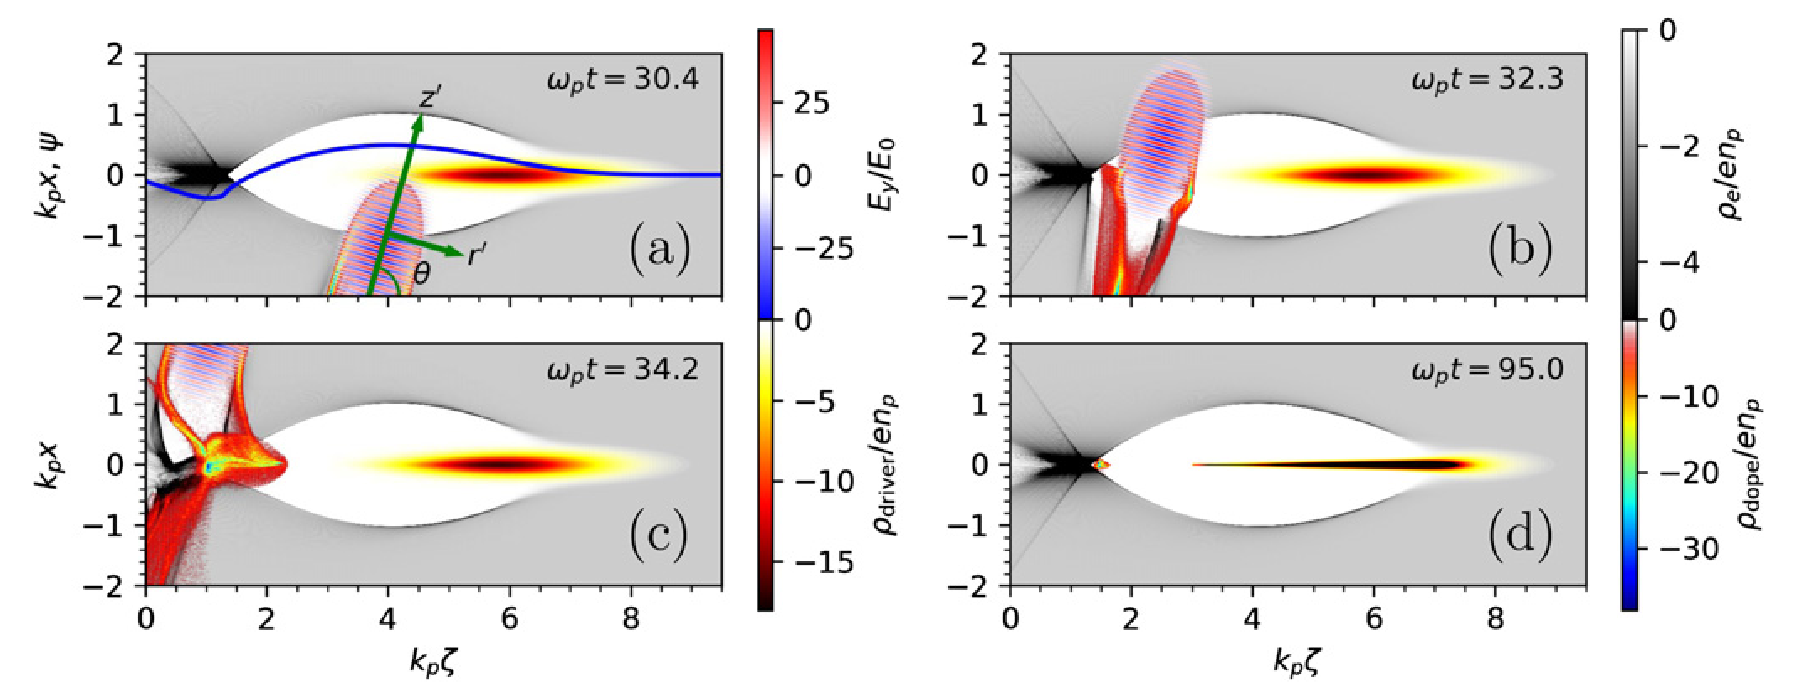 2
1
0
−1
−2
k_p x, ψ
ω_p t = 30.4
z′
r′
θ
(a)
25
0
−25
E_y/E_0
2
1
0
−1
−2
ω_p t = 32.3
(b)
0
−2
−4
ρ_e/en_p
2
1
0
−1
−2
k_p x
ω_p t = 34.2
(c)
0 2 4 6 8
k_p ζ
0
−5
−10
−15
ρ_driver/en_p
2
1
0
−1
−2
ω_p t = 95.0
(d)
0 2 4 6 8
k_p ζ
0
−10
−20
−30
ρ_dope/en_p